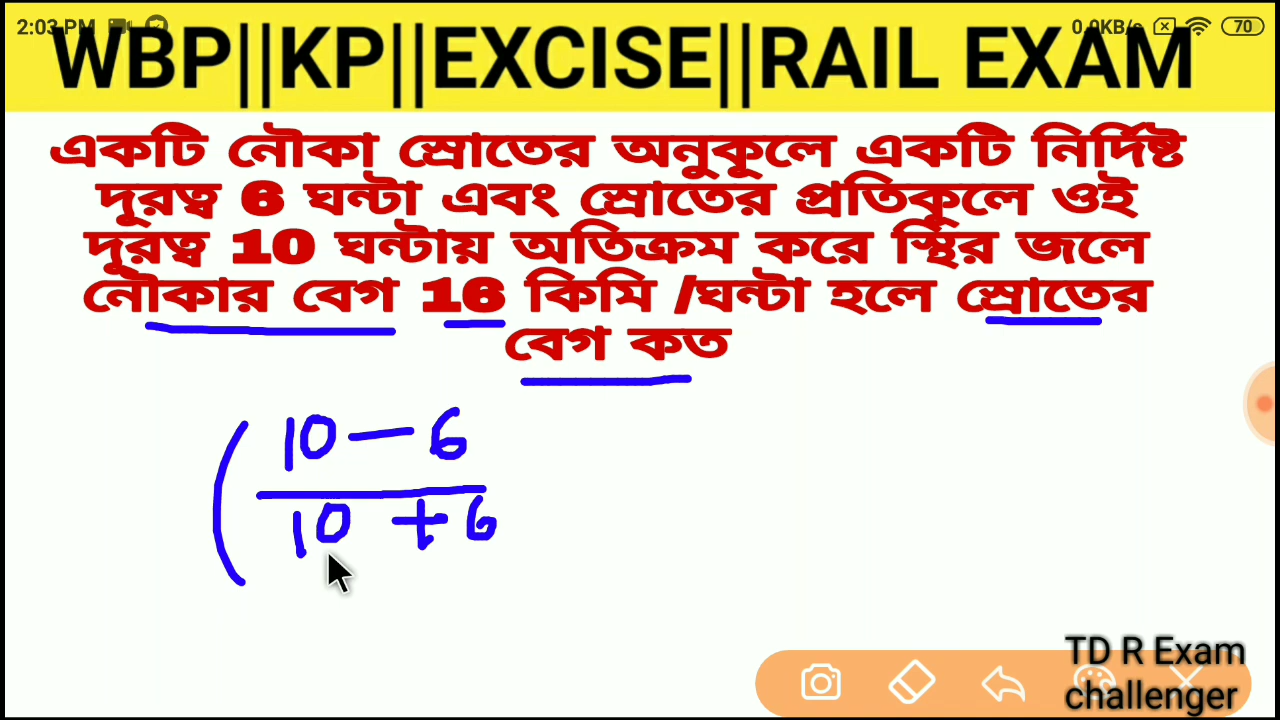 2:03 PM 0.0KB/s 70
WBP||KP||EXCISE||RAIL EXAM
একটি নৌকা স্রোতের অনুকূলে একটি নির্দিষ্ট
দূরত্ব 6 ঘন্টা এবং স্রোতের প্রতিকূলে ওই
দূরত্ব 10 ঘন্টায় অতিক্রম করে স্থির জলে
নৌকার বেগ 16 কিমি /ঘন্টা হলে স্রোতের
বেগ কত
( 10 — 6
10 + 6
TD R Exam
challenger